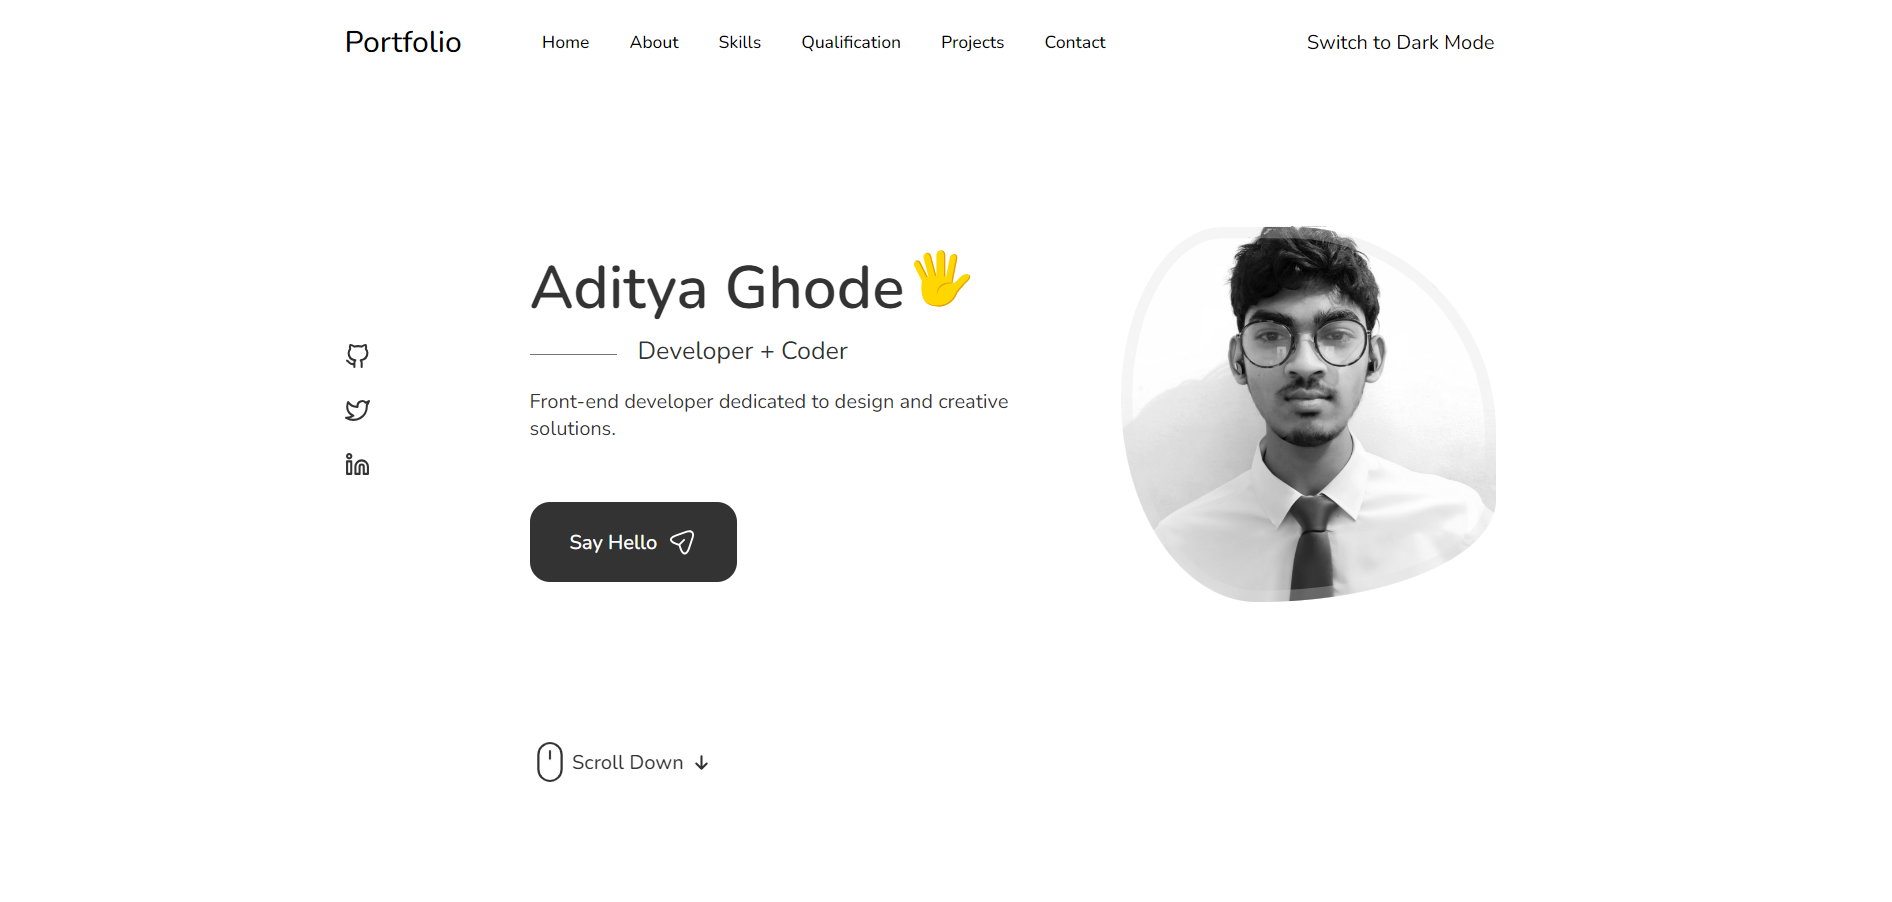 Portfolio Home About Skills Qualification Projects Contact Switch to Dark Mode
Aditya Ghode🖐
Developer + Coder
Front-end developer dedicated to design and creative
solutions.
Say Hello
Scroll Down